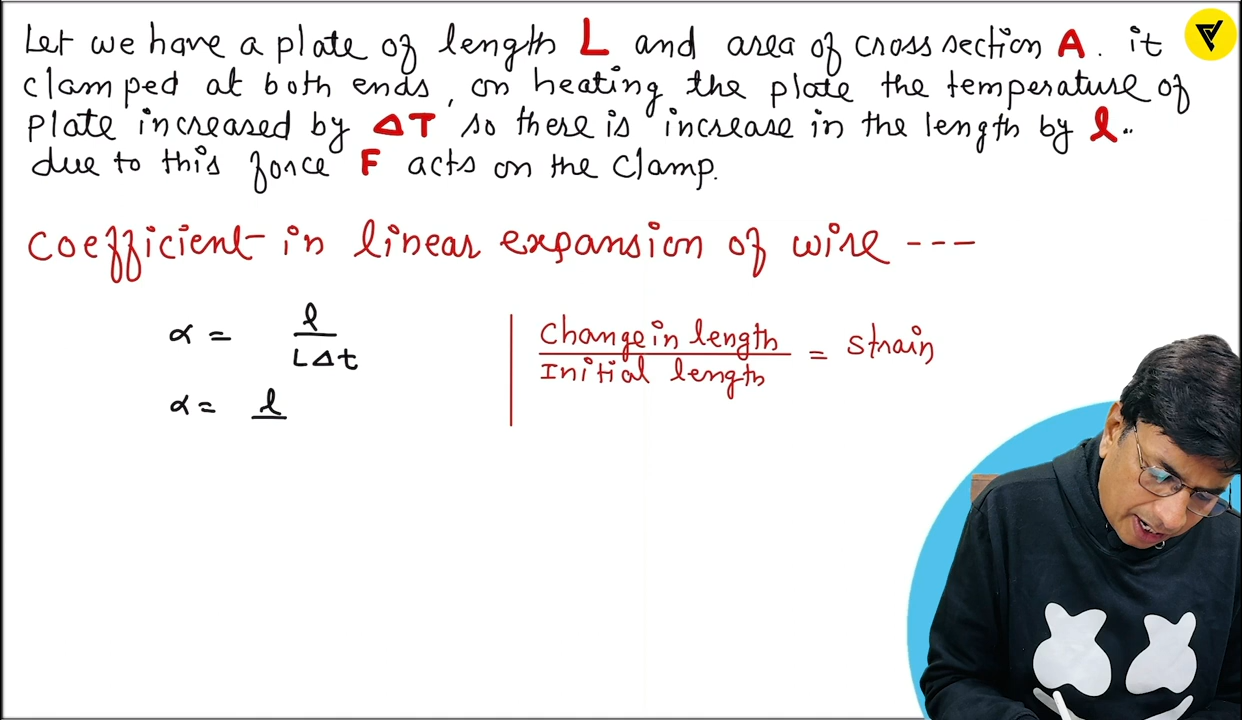 Let we have a plate of length L and area of cross section A. it
clamped at both ends, on heating the plate the temperature of
plate increased by ΔT so there is increase in the length by l..
due to this force F acts on the clamp.
coefficient in linear expansion of wire ---
α = l / LΔt
Change in length / Initial length = strain
α = l